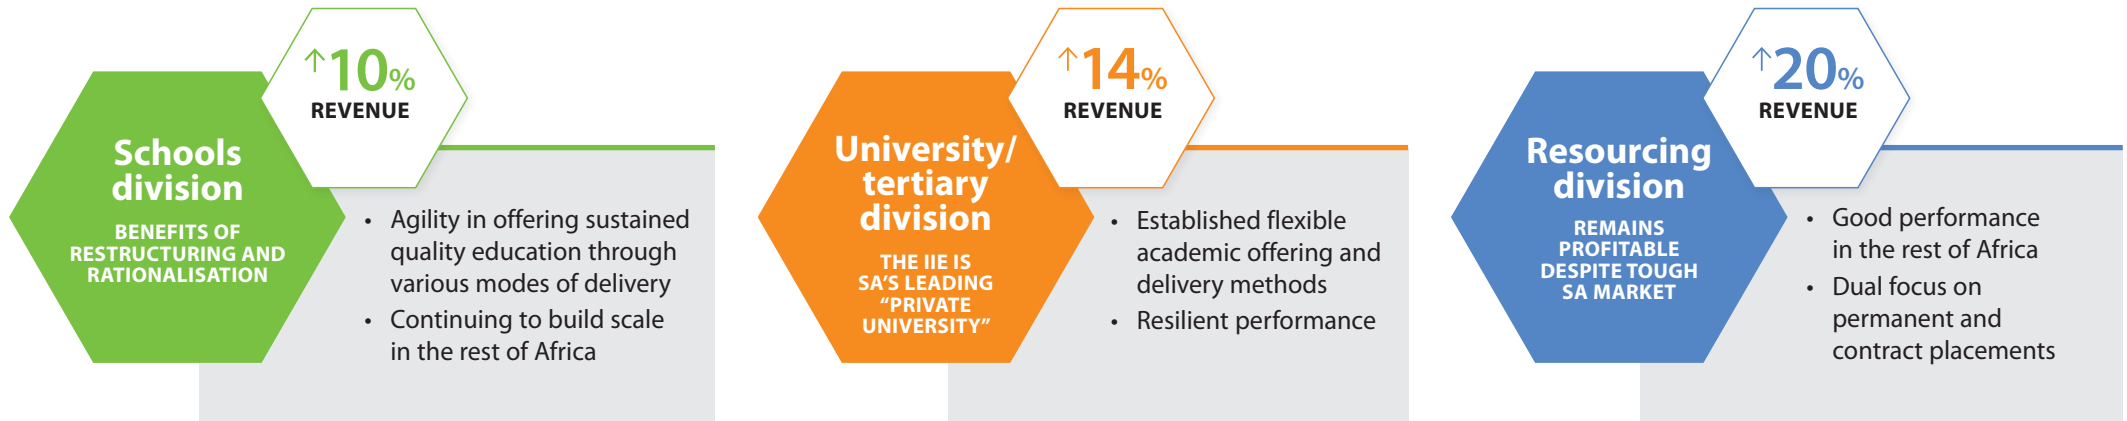 ↑10%
REVENUE
Schools
division
BENEFITS OF
RESTRUCTURING AND
RATIONALISATION
• Agility in offering sustained
quality education through
various modes of delivery
• Continuing to build scale
in the rest of Africa
↑14%
REVENUE
University/
tertiary
division
THE IIE IS
SA’S LEADING
“PRIVATE
UNIVERSITY”
• Established flexible
academic offering and
delivery methods
• Resilient performance
↑20%
REVENUE
Resourcing
division
REMAINS
PROFITABLE
DESPITE TOUGH
SA MARKET
• Good performance
in the rest of Africa
• Dual focus on
permanent and
contract placements